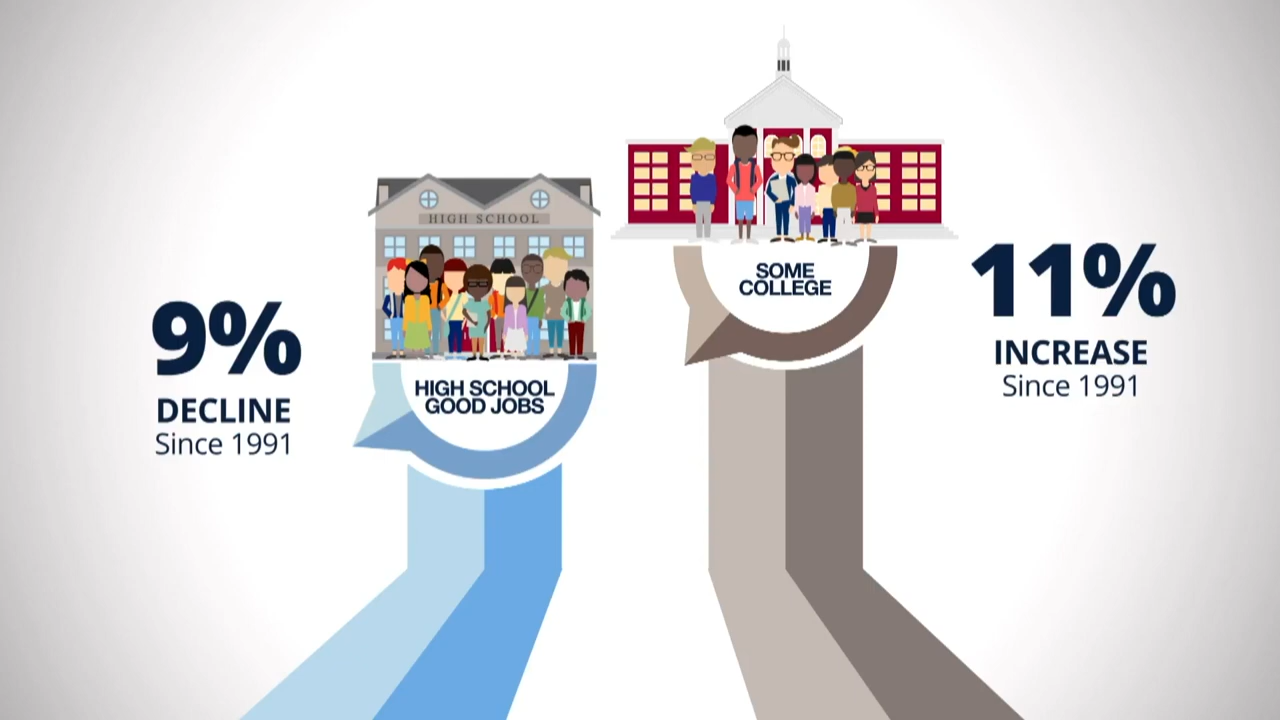 HIGH SCHOOL
9%
DECLINE
Since 1991
HIGH SCHOOL
GOOD JOBS
SOME
COLLEGE
11%
INCREASE
Since 1991